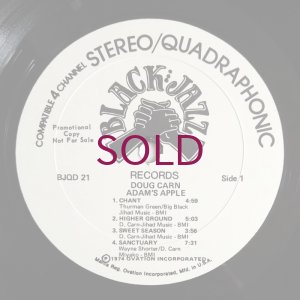 COMPATIBLE 4 CHANNEL STEREO/QUADRAPHONIC
BLACK JAZZ
Promotional
Copy
Not For Sale
SOLD
RECORDS
BJQD 21
Side 1
DOUG CARN
ADAM'S APPLE
1. CHANT 4:59
Thurman Green/Big Black
Jihad Music - BMI
2. HIGHER GROUND 5:03
D. Carn-Jihad Music - BMI
3. SWEET SEASON 3:56
D. Carn-Jihad Music - BMI
4. SANCTUARY 7:31
Wayne Shorter/D. Carn
Miyako - BMI
© 1974 OVATION INCORPORATED
Marca Reg. Ovation Incorporated, Mfd. in U.S.A.